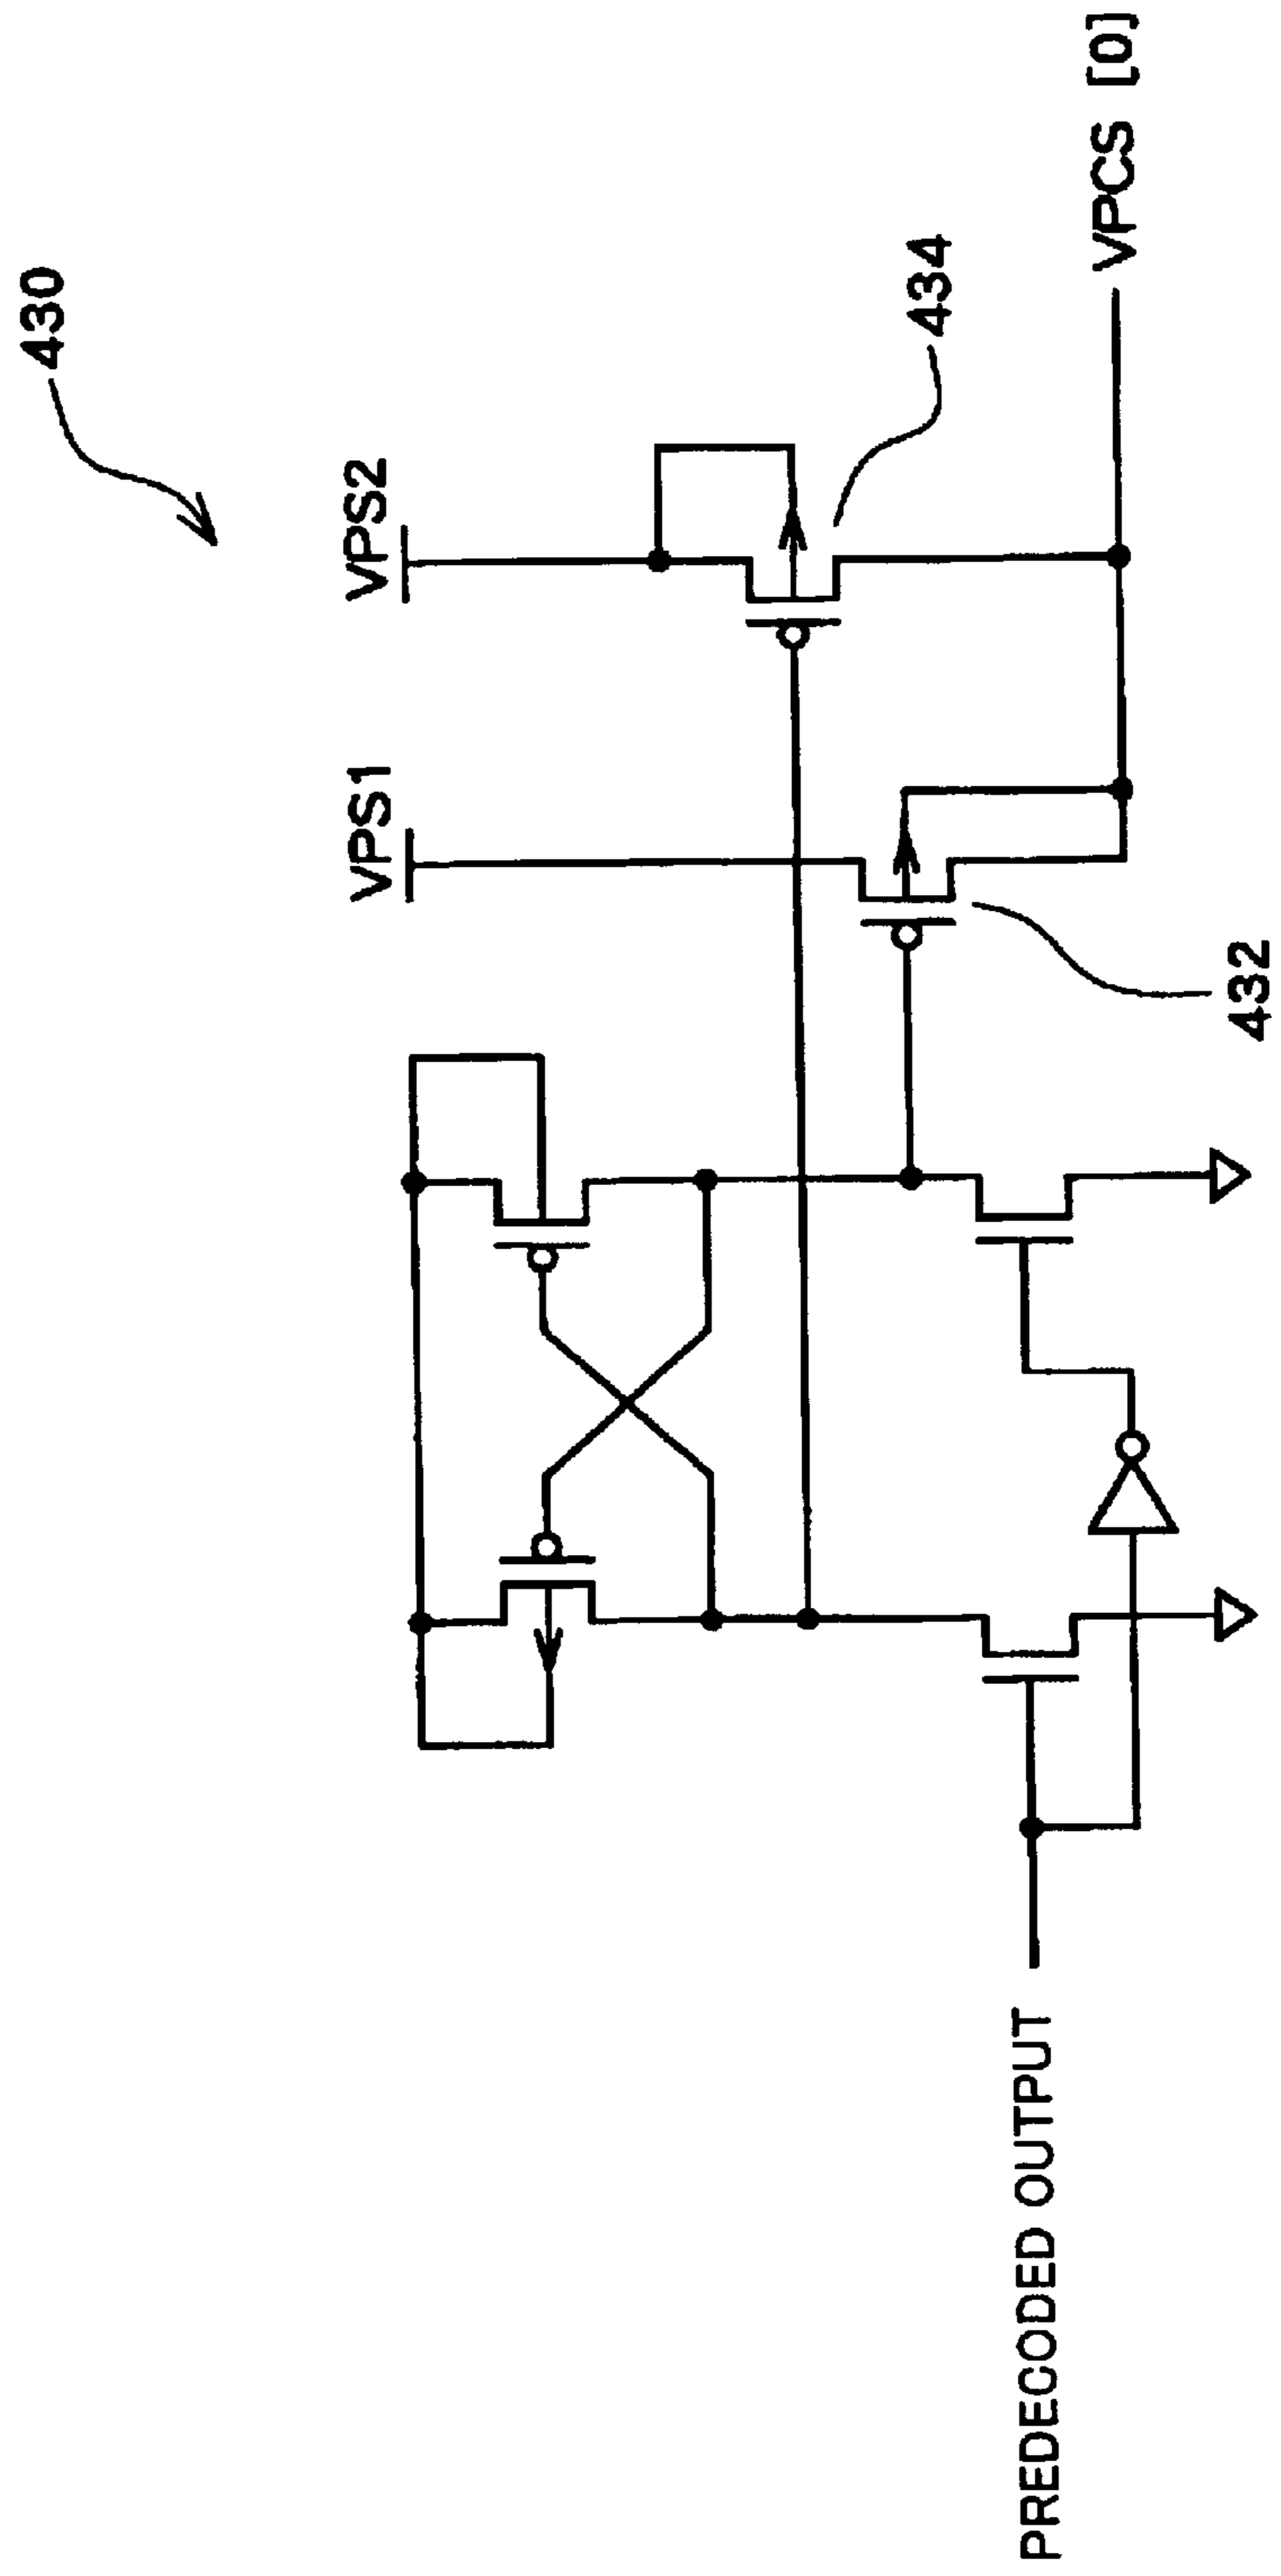 430
VPS2
VPS1
434
VPCS [0]
432
PREDECODED OUTPUT